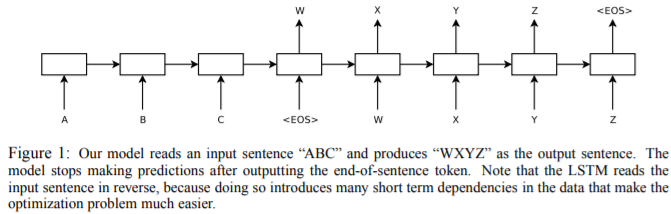 W X Y Z <EOS>
A B C <EOS> W X Y Z
Figure 1: Our model reads an input sentence “ABC” and produces “WXYZ” as the output sentence. The
model stops making predictions after outputting the end-of-sentence token. Note that the LSTM reads the
input sentence in reverse, because doing so introduces many short term dependencies in the data that make the
optimization problem much easier.